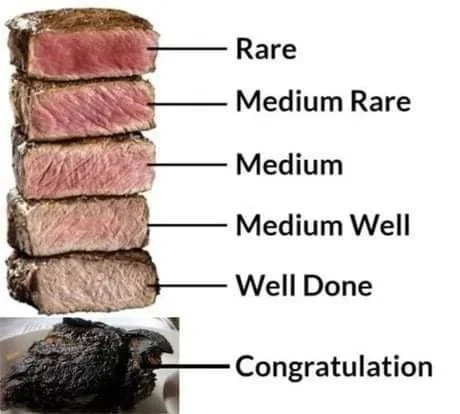 Rare
Medium Rare
Medium
Medium Well
Well Done
Congratulation